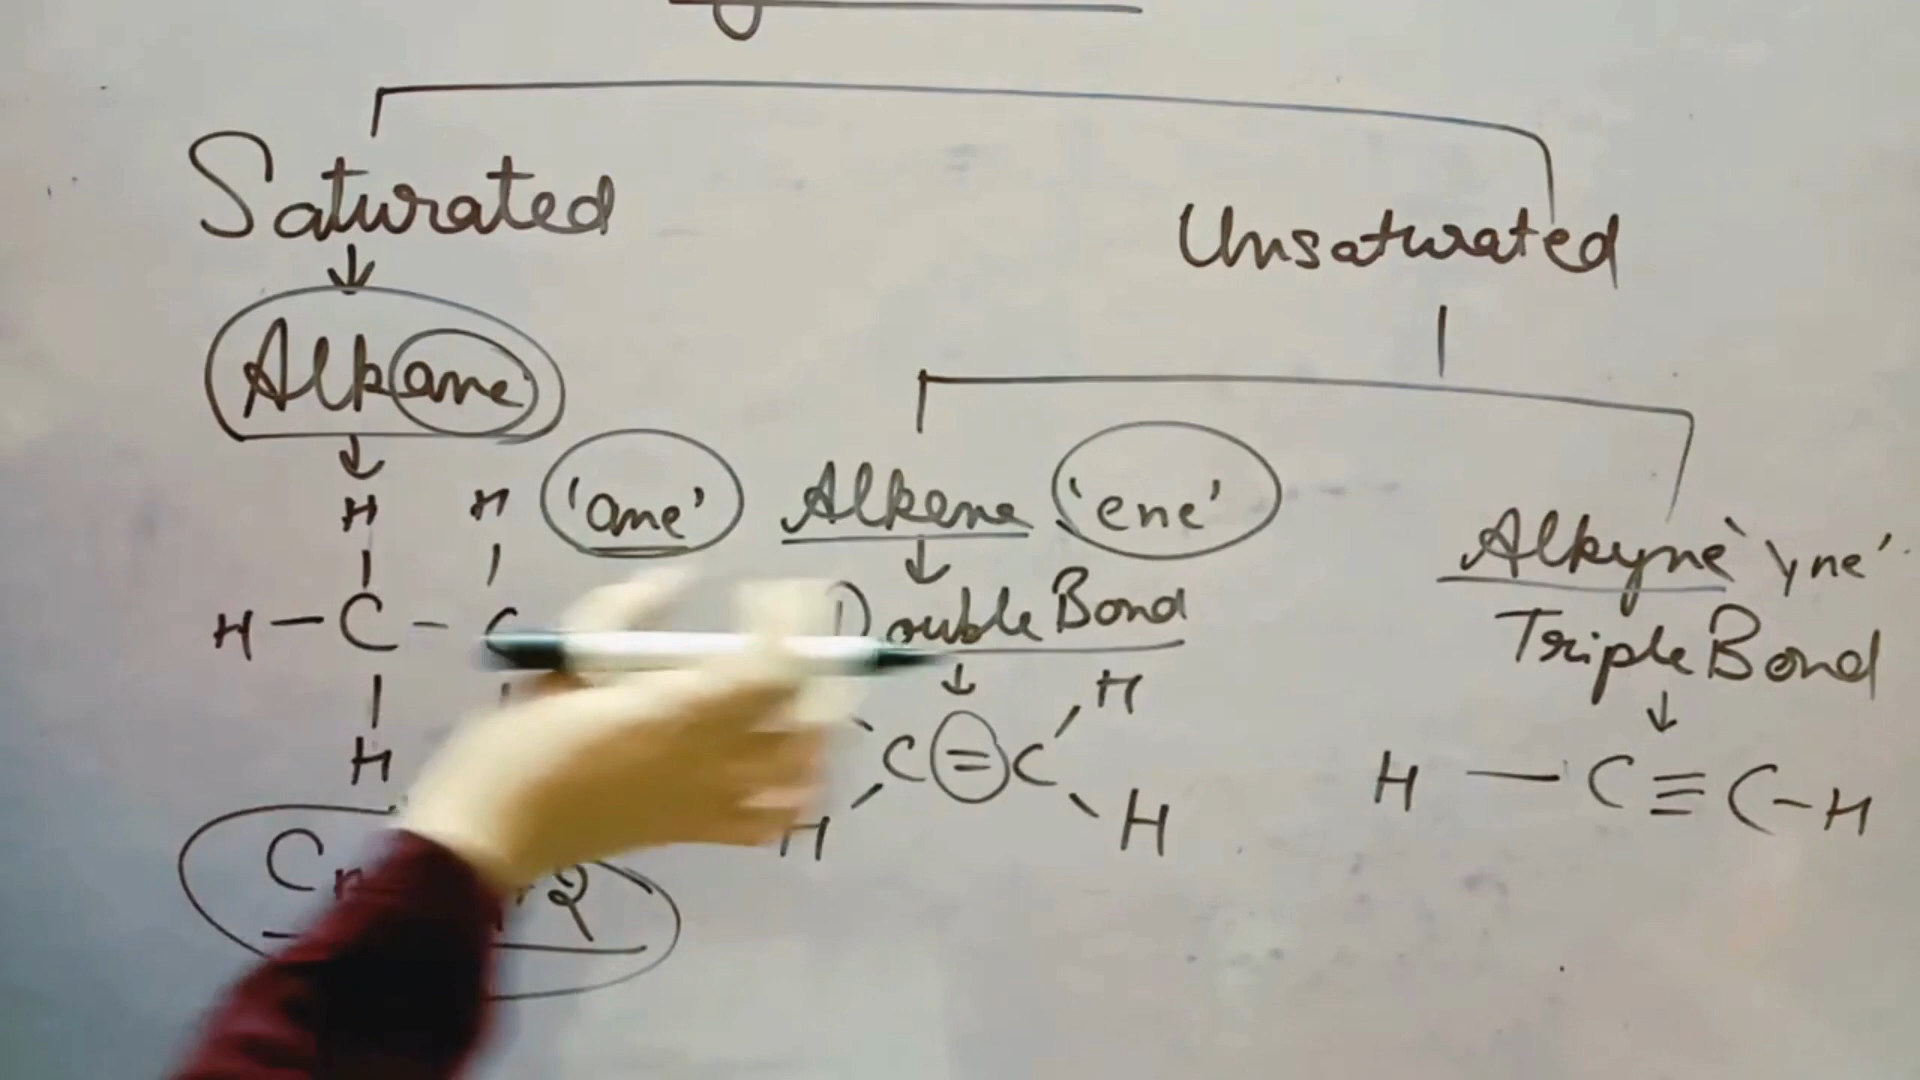 Saturated
Unsaturated
Alkane
'ane'
Alkene 'ene'
Alkyne 'yne'
Double Bond
Triple Bond
H H
H – C – C
H
H
C = C
H H
H — C ≡ C – H